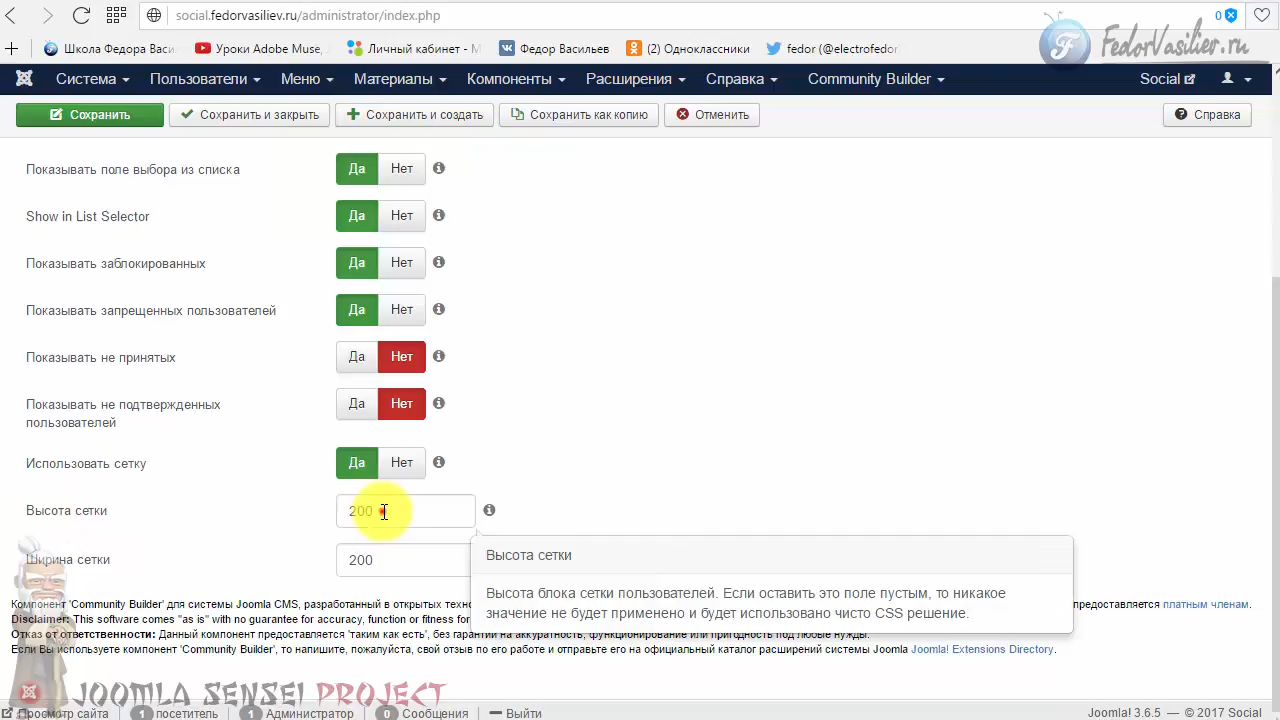 social.fedorvasiliev.ru/administrator/index.php
0
Школа Федора Васи
Уроки Adobe Muse,
Личный кабинет - М
Федор Васильев
(2) Одноклассники
fedor (@electrofedor
FedorVasiliev.ru
Система
Пользователи
Меню
Материалы
Компоненты
Расширения
Справка
Community Builder
Social
Сохранить
Сохранить и закрыть
Сохранить и создать
Сохранить как копию
Отменить
Справка
Показывать поле выбора из списка
Да
Нет
Show in List Selector
Да
Нет
Показывать заблокированных
Да
Нет
Показывать запрещенных пользователей
Да
Нет
Показывать не принятых
Да
Нет
Показывать не подтвержденных
пользователей
Да
Нет
Использовать сетку
Да
Нет
Высота сетки
200
Ширина сетки
200
Высота сетки
Высота блока сетки пользователей. Если оставить это поле пустым, то никакое
значение не будет применено и будет использовано чисто CSS решение.
Компонент 'Community Builder' для системы Joomla CMS, разработанный в открытых техно
предоставляется платным членам.
Disclaimer: This software comes "as is" with no guarantee for accuracy, function or fitness for
Отказ от ответственности: Данный компонент предоставляется 'таким как есть', без гарантий на аккуратность, функционирование или пригодность под любые нужды.
Если Вы используете компонент 'Community Builder', то напишите, пожалуйста, свой отзыв по его работе и отправьте его на официальный каталог расширений системы Joomla Joomla! Extensions Directory.
JOOMLA SENSEI PROJECT
Просмотр сайта
1 посетитель
1 Администратор
0 Сообщения
Выйти
Joomla! 3.6.5 — © 2017 Social